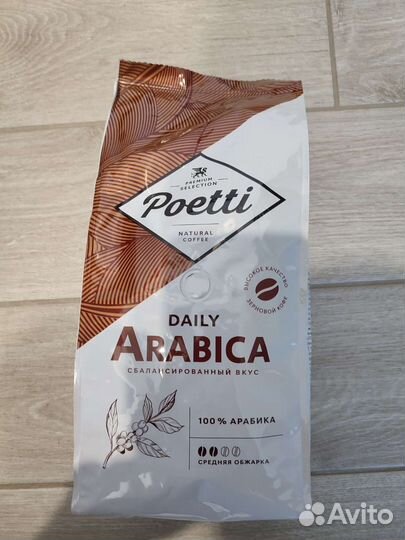 PREMIUM
SELECTION
Poetti
NATURAL
COFFEE
ВЫСОКОЕ КАЧЕСТВО
ЗЕРНОВОЙ КОФЕ
DAILY
ARABICA
СБАЛАНСИРОВАННЫЙ ВКУС
100 % АРАБИКА
СРЕДНЯЯ ОБЖАРКА
Avito